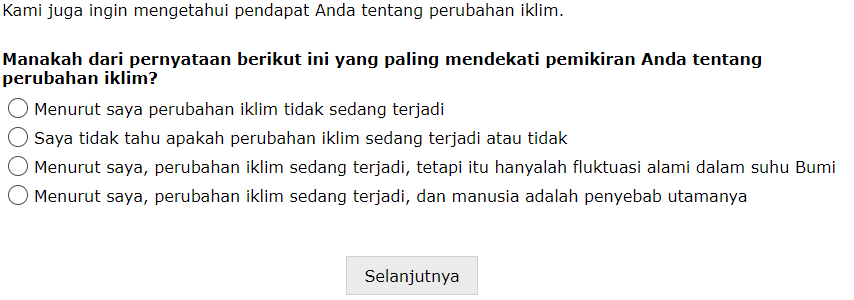 Kami juga ingin mengetahui pendapat Anda tentang perubahan iklim.
Manakah dari pernyataan berikut ini yang paling mendekati pemikiran Anda tentang
perubahan iklim?
Menurut saya perubahan iklim tidak sedang terjadi
Saya tidak tahu apakah perubahan iklim sedang terjadi atau tidak
Menurut saya, perubahan iklim sedang terjadi, tetapi itu hanyalah fluktuasi alami dalam suhu Bumi
Menurut saya, perubahan iklim sedang terjadi, dan manusia adalah penyebab utamanya
Selanjutnya